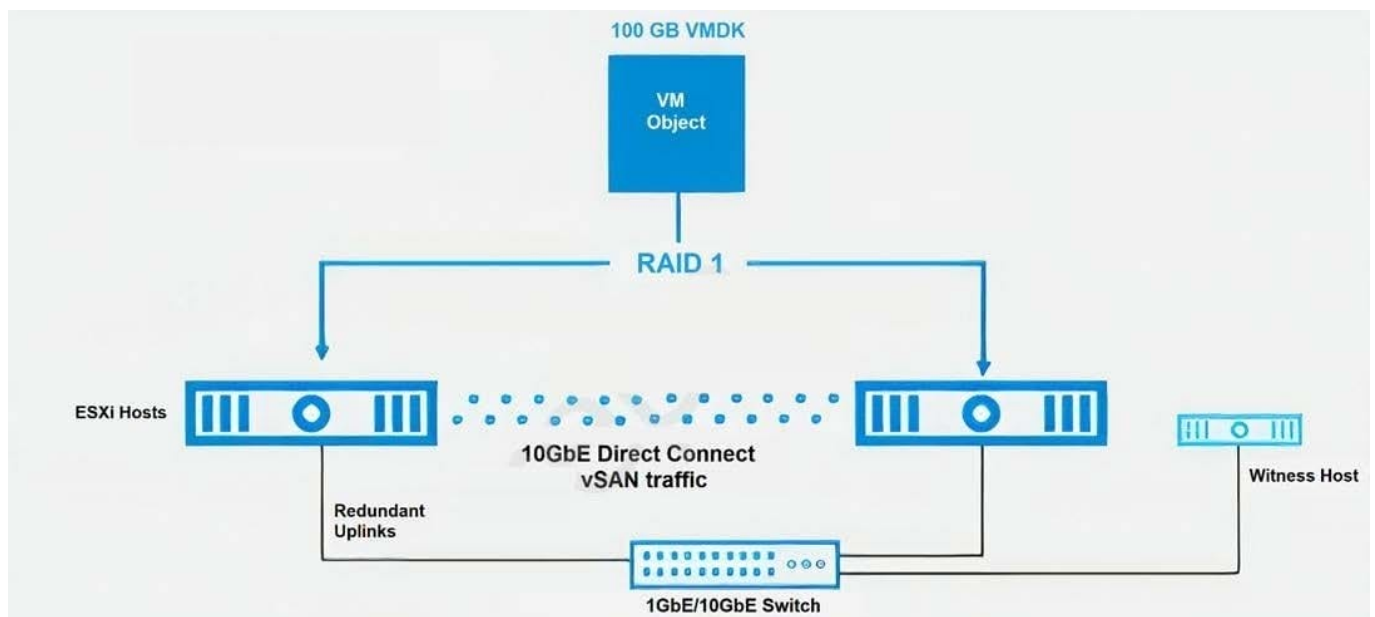 100 GB VMDK
VM
Object
RAID 1
ESXi Hosts
10GbE Direct Connect
vSAN traffic
Witness Host
Redundant
Uplinks
1GbE/10GbE Switch